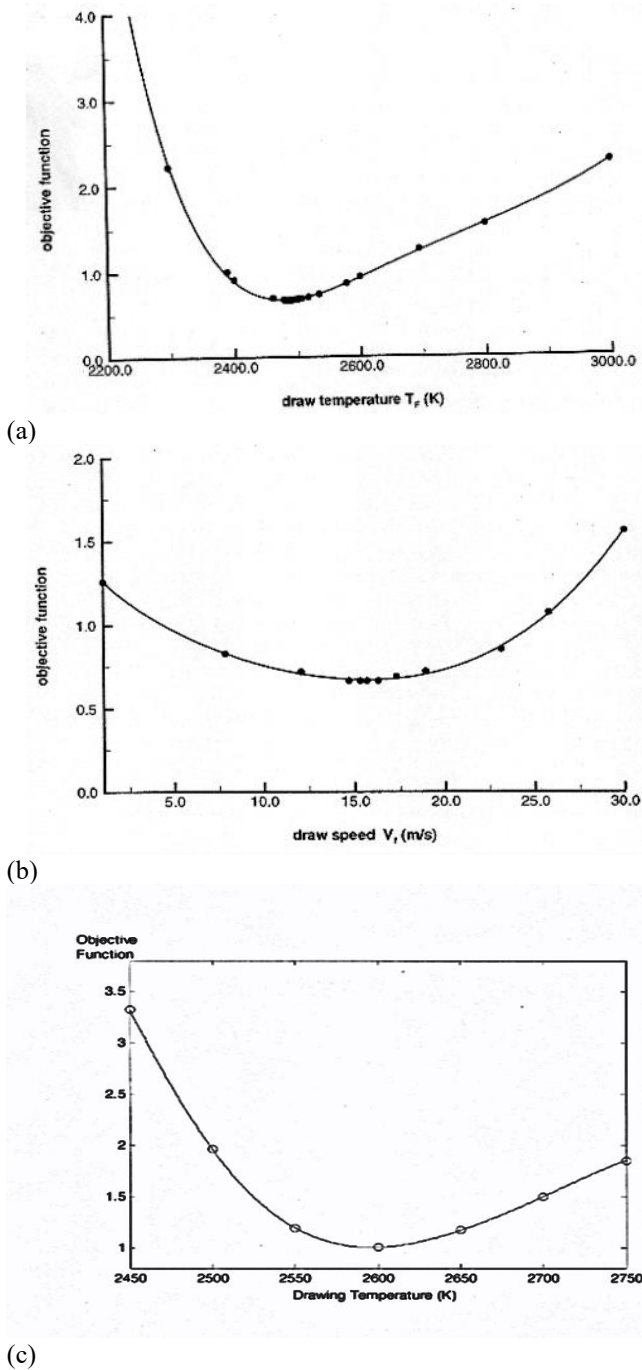 4.0
3.0
2.0
1.0
0.0
objective function
2200.0 2400.0 2600.0 2800.0 3000.0
draw temperature T_F (K)
(a)
2.0
1.5
1.0
0.5
0.0
objective function
5.0 10.0 15.0 20.0 25.0 30.0
draw speed V_f (m/s)
(b)
Objective
Function
3.5
3
2.5
2
1.5
1
2450 2500 2550 2600 2650 2700 2750
Drawing Temperature (K)
(c)